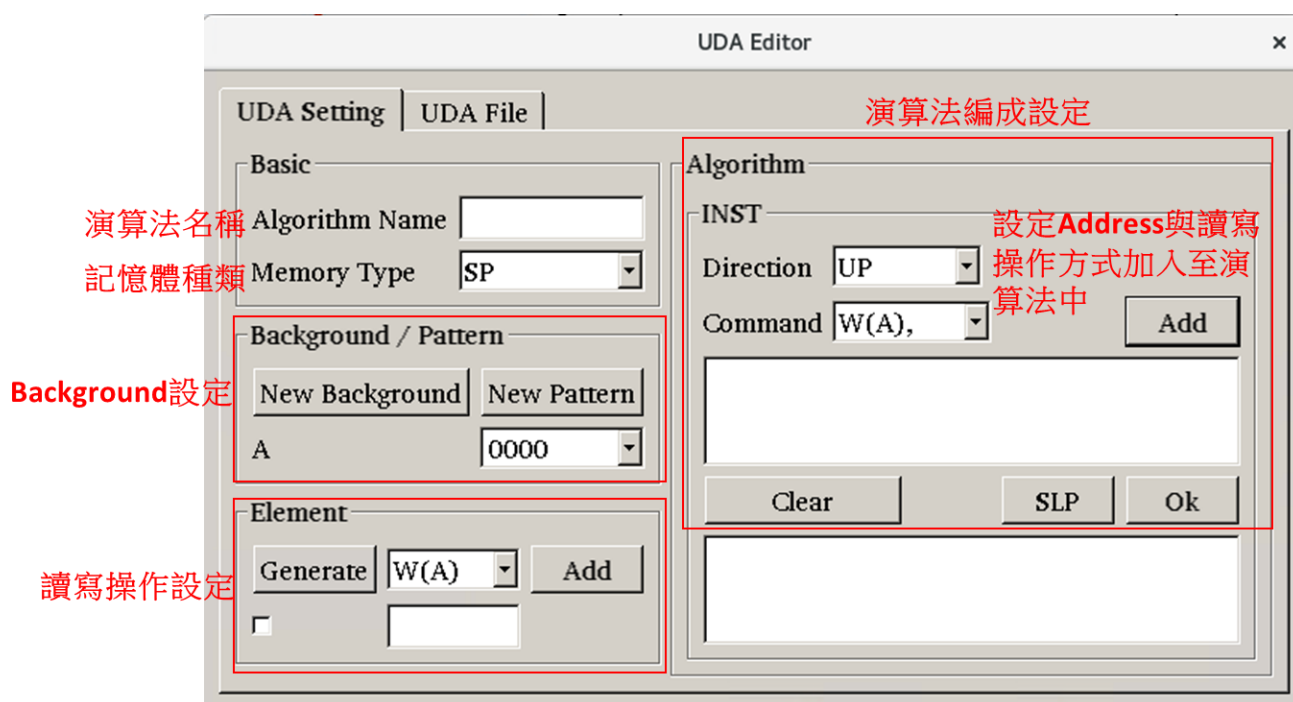 UDA Editor
×
UDA Setting
UDA File
演算法編成設定
Basic
演算法名稱
Algorithm Name
記憶體種類
Memory Type
SP
Background / Pattern
Background設定
New Background
New Pattern
A
0000
Element
讀寫操作設定
Generate
W(A)
Add
Algorithm
INST
Direction
UP
設定Address與讀寫
操作方式加入至演
算法中
Command
W(A),
Add
Clear
SLP
Ok